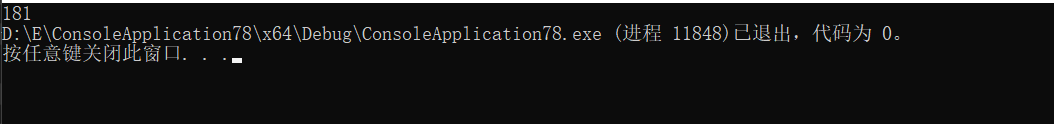 181
D:\E\ConsoleApplication78\x64\Debug\ConsoleApplication78.exe (进程 11848)已退出，代码为 0。
按任意键关闭此窗口. . .